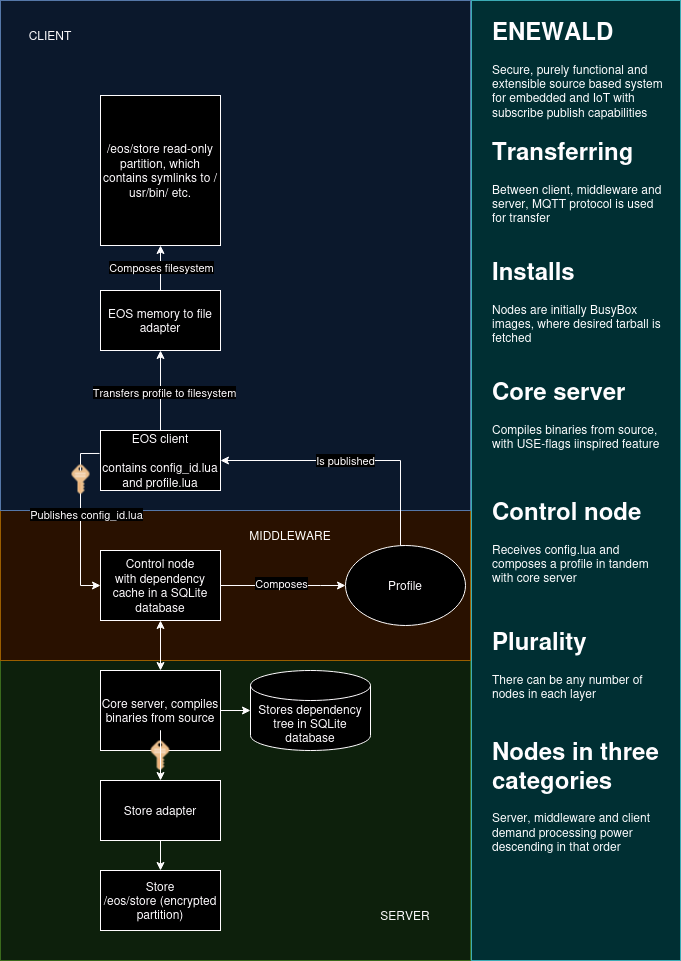 CLIENT
/eos/store read-only
partition, which
contains symlinks to /
usr/bin/ etc.
Composes filesystem
EOS memory to file
adapter
Transfers profile to filesystem
EOS client
contains config_id.lua
and profile.lua
Is published
Publishes config_id.lua
MIDDLEWARE
Control node
with dependency
cache in a SQLite
database
Composes
Profile
Core server, compiles
binaries from source
Stores dependency
tree in SQLite
database
Store adapter
Store
/eos/store (encrypted
partition)
SERVER
ENEWALD
Secure, purely functional and
extensible source based system
for embedded and IoT with
subscribe publish capabilities
Transferring
Between client, middleware and
server, MQTT protocol is used
for transfer
Installs
Nodes are initially BusyBox
images, where desired tarball is
fetched
Core server
Compiles binaries from source,
with USE-flags iinspired feature
Control node
Receives config.lua and
composes a profile in tandem
with core server
Plurality
There can be any number of
nodes in each layer
Nodes in three
categories
Server, middleware and client
demand processing power
descending in that order